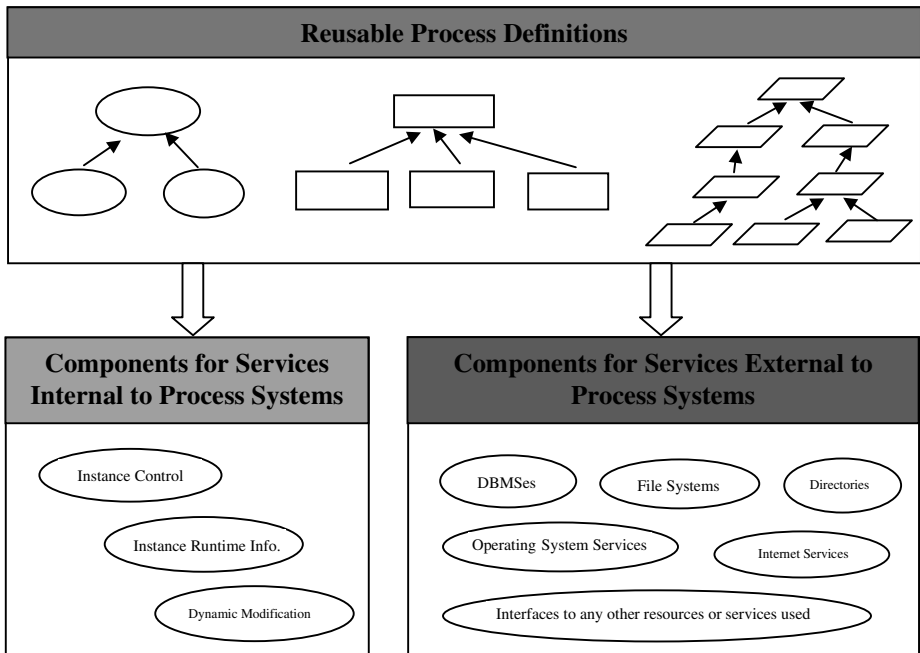 Reusable Process Definitions
Components for Services
Internal to Process Systems
Components for Services External to
Process Systems
Instance Control
Instance Runtime Info.
Dynamic Modification
DBMSes
File Systems
Directories
Operating System Services
Internet Services
Interfaces to any other resources or services used